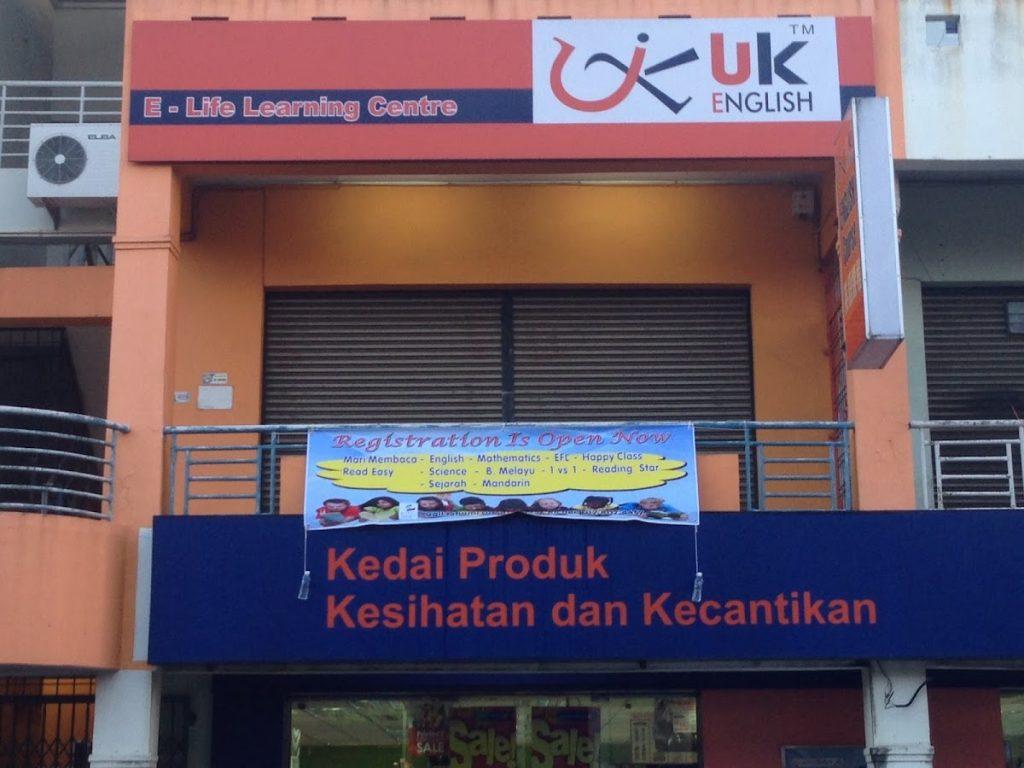 E - Life Learning Centre
UK TM
ENGLISH
ELBA
Registration Is Open Now
Mari Membaca - English - Mathematics - EFL - Happy Class
Read Easy - Science - B. Melayu - 1 vs 1 - Reading Star
- Sejarah - Mandarin
Kedai Produk
Kesihatan dan Kecantikan
SALE
Sale!
Sale!